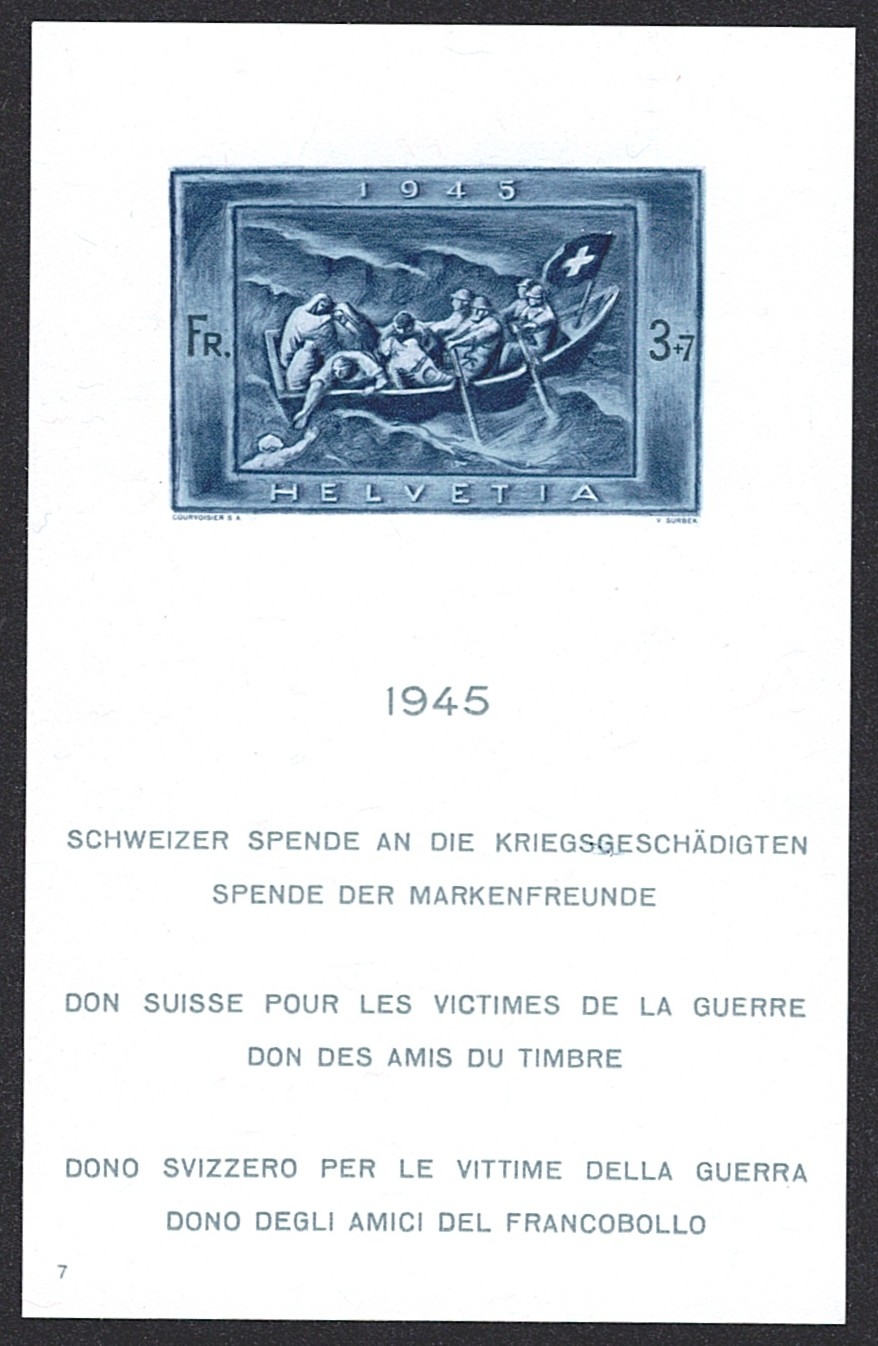 1945
FR. 3+7
HELVETIA
COURVOISIER S A V SURBEK
1945
SCHWEIZER SPENDE AN DIE KRIEGSGESCHÄDIGTEN
SPENDE DER MARKENFREUNDE
DON SUISSE POUR LES VICTIMES DE LA GUERRE
DON DES AMIS DU TIMBRE
DONO SVIZZERO PER LE VITTIME DELLA GUERRA
DONO DEGLI AMICI DEL FRANCOBOLLO
7